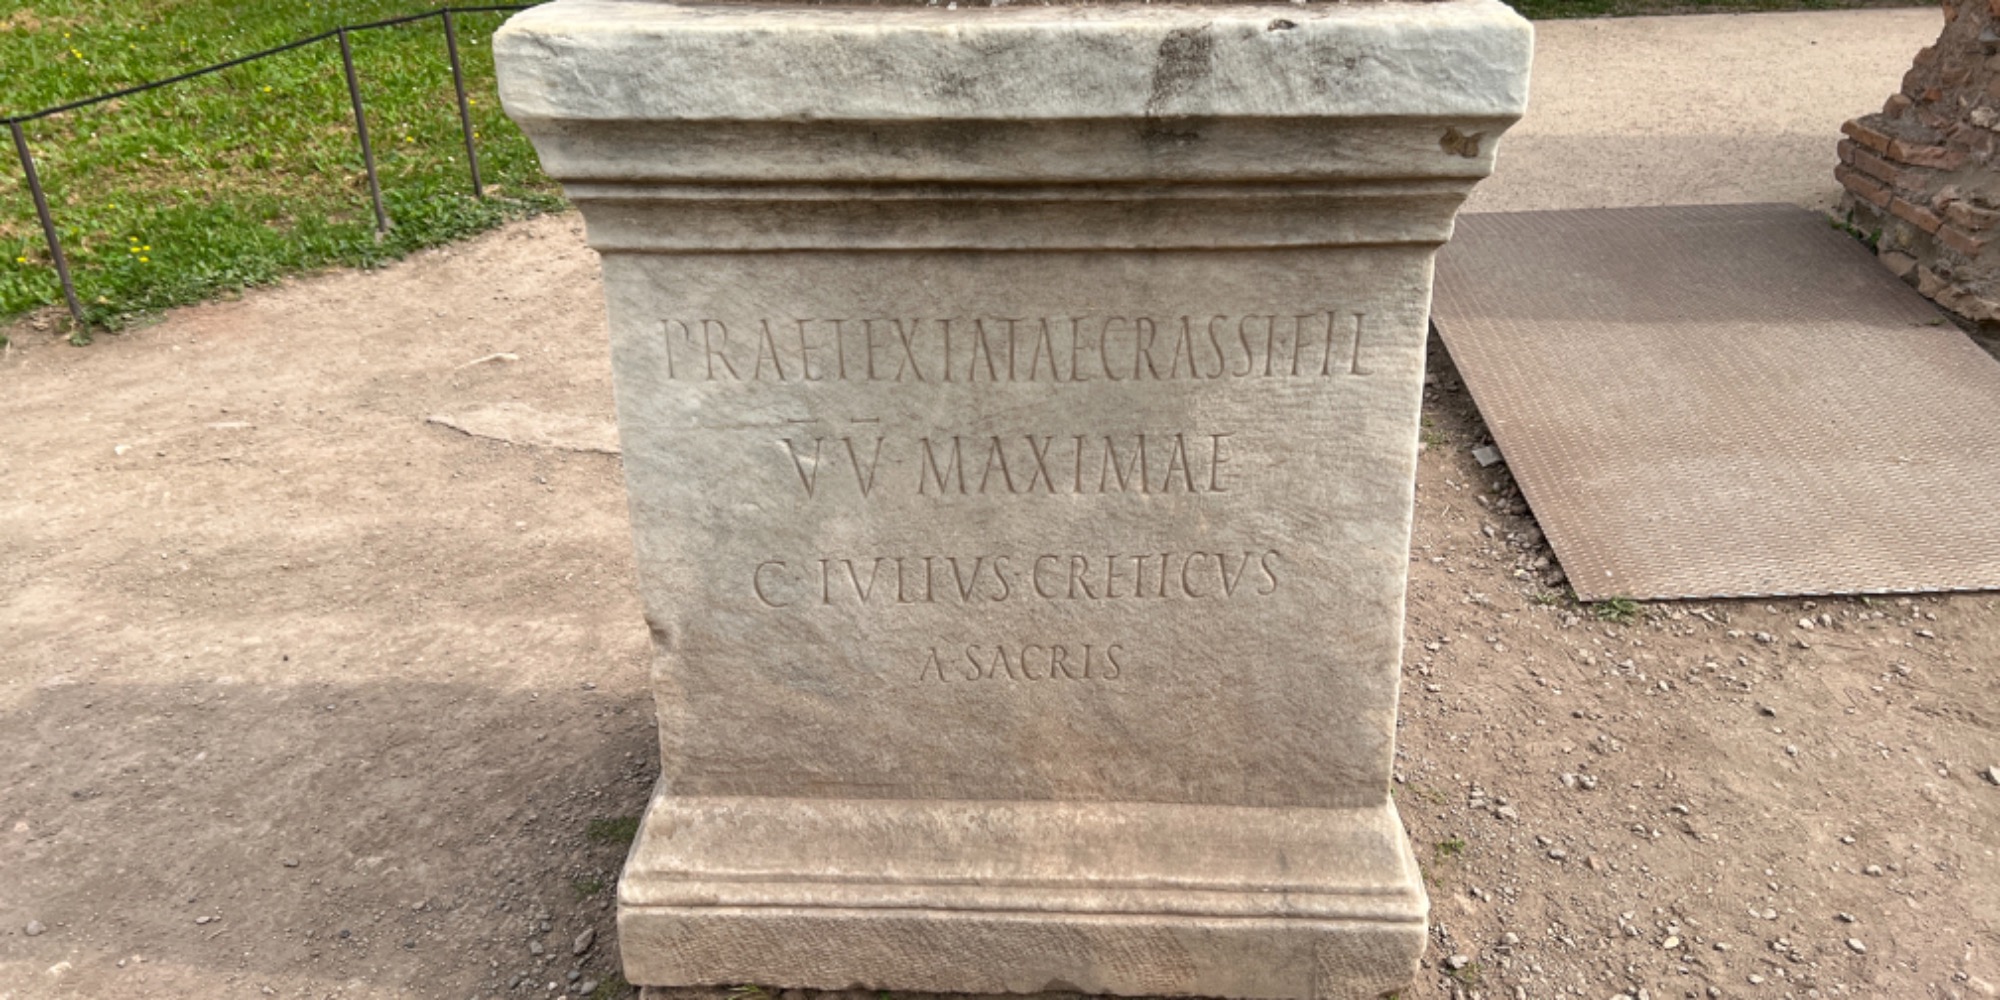 PRAETEXTATAE CRASSI·FIL
V̅·V̅·MAXIMAE
C·IVLIVS·CRETICVS
A·SACRIS